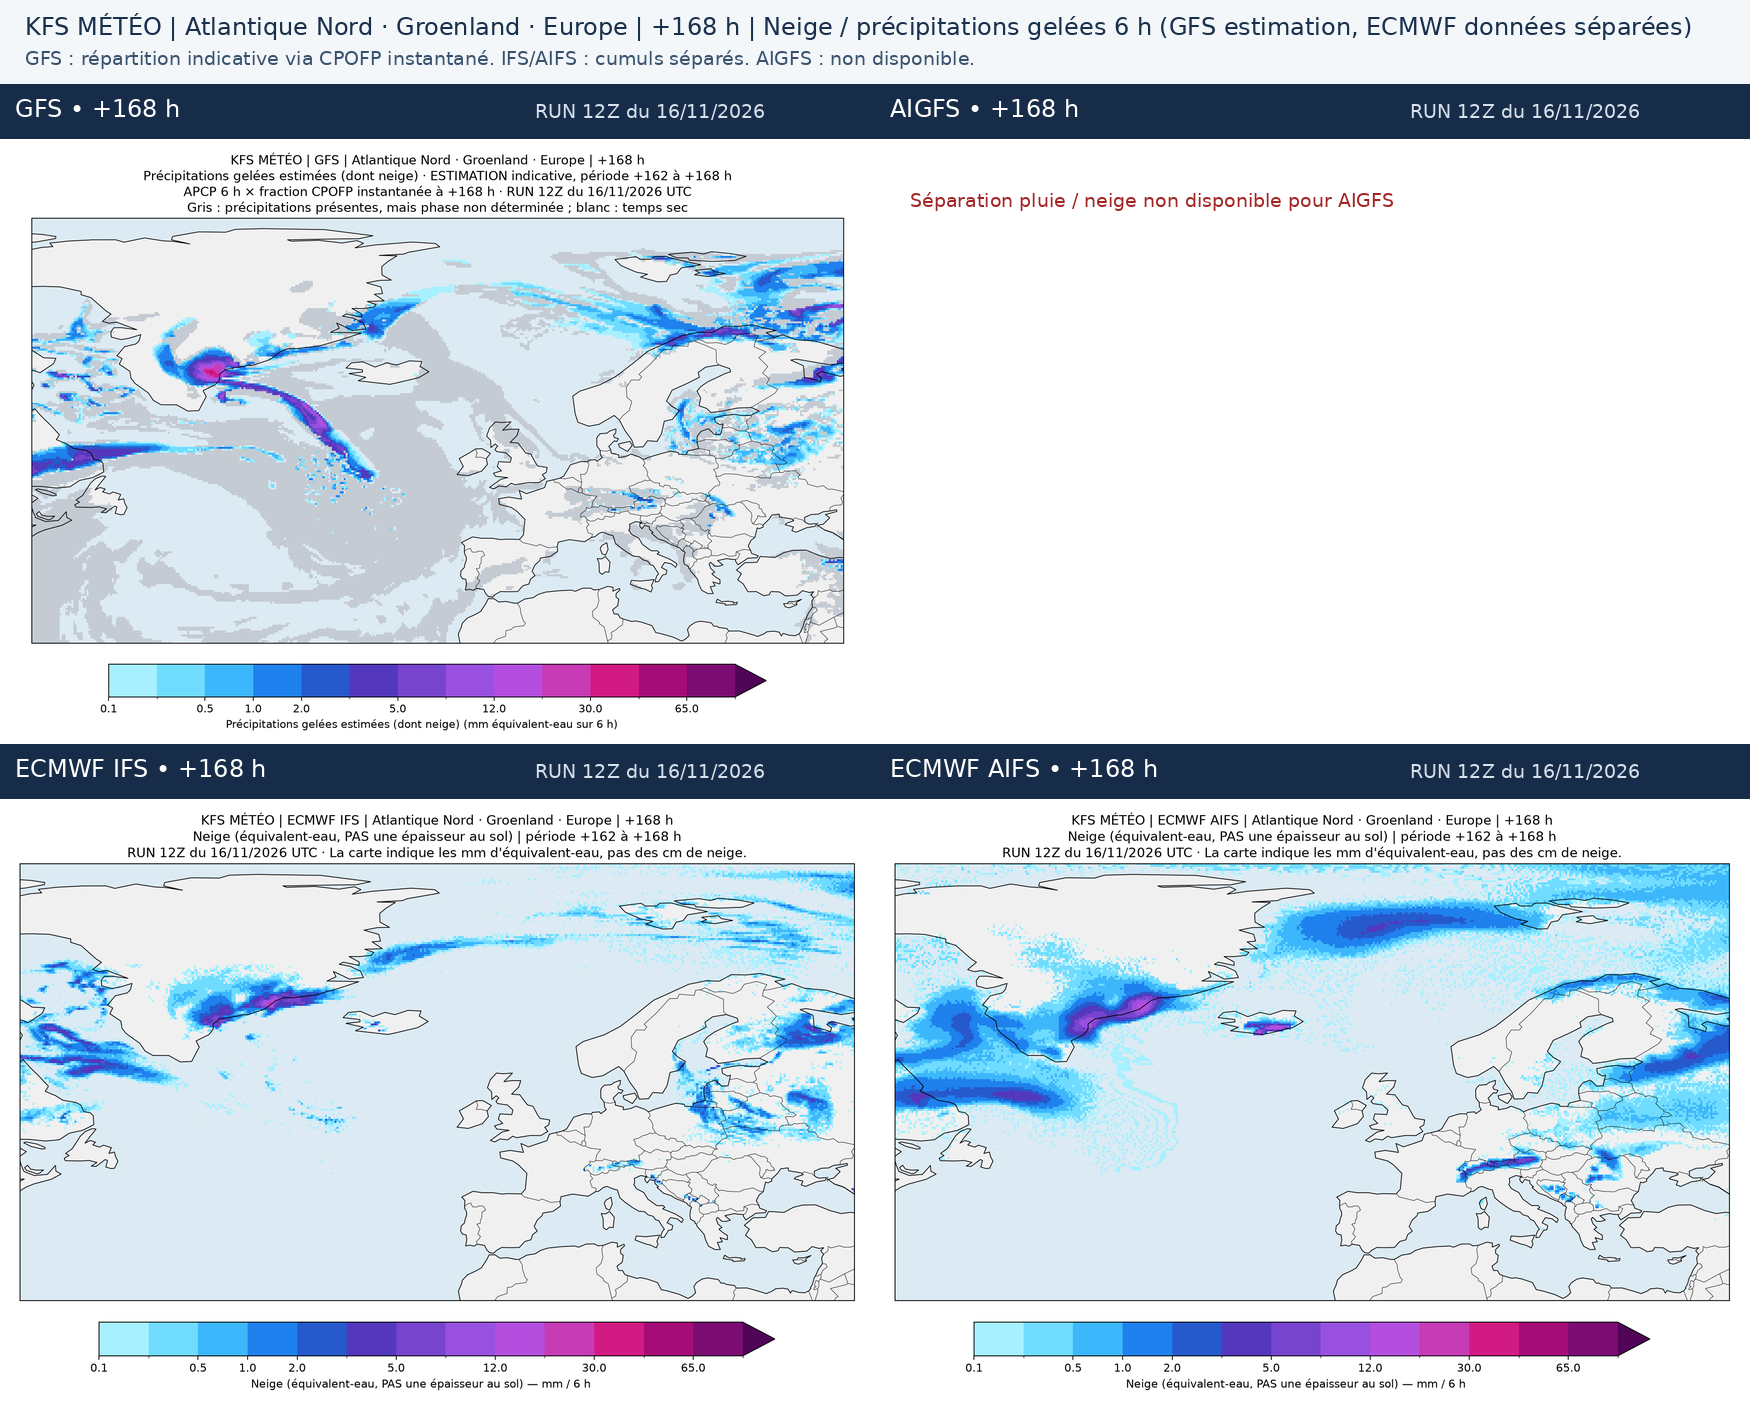 KFS MÉTÉO | Atlantique Nord · Groenland · Europe | +168 h | Neige / précipitations gelées 6 h (GFS estimation, ECMWF données séparées)
GFS : répartition indicative via CPOFP instantané. IFS/AIFS : cumuls séparés. AIGFS : non disponible.
GFS • +168 h
RUN 12Z du 16/11/2026
AIGFS • +168 h
RUN 12Z du 16/11/2026
KFS MÉTÉO | GFS | Atlantique Nord · Groenland · Europe | +168 h
Précipitations gelées estimées (dont neige) · ESTIMATION indicative, période +162 à +168 h
APCP 6 h × fraction CPOFP instantanée à +168 h · RUN 12Z du 16/11/2026 UTC
Gris : précipitations présentes, mais phase non déterminée ; blanc : temps sec
Séparation pluie / neige non disponible pour AIGFS
0.1 0.5 1.0 2.0 5.0 12.0 30.0 65.0
Précipitations gelées estimées (dont neige) (mm équivalent-eau sur 6 h)
ECMWF IFS • +168 h
RUN 12Z du 16/11/2026
ECMWF AIFS • +168 h
RUN 12Z du 16/11/2026
KFS MÉTÉO | ECMWF IFS | Atlantique Nord · Groenland · Europe | +168 h
Neige (équivalent-eau, PAS une épaisseur au sol) | période +162 à +168 h
RUN 12Z du 16/11/2026 UTC · La carte indique les mm d'équivalent-eau, pas des cm de neige.
0.1 0.5 1.0 2.0 5.0 12.0 30.0 65.0
Neige (équivalent-eau, PAS une épaisseur au sol) — mm / 6 h
KFS MÉTÉO | ECMWF AIFS | Atlantique Nord · Groenland · Europe | +168 h
Neige (équivalent-eau, PAS une épaisseur au sol) | période +162 à +168 h
RUN 12Z du 16/11/2026 UTC · La carte indique les mm d'équivalent-eau, pas des cm de neige.
0.1 0.5 1.0 2.0 5.0 12.0 30.0 65.0
Neige (équivalent-eau, PAS une épaisseur au sol) — mm / 6 h